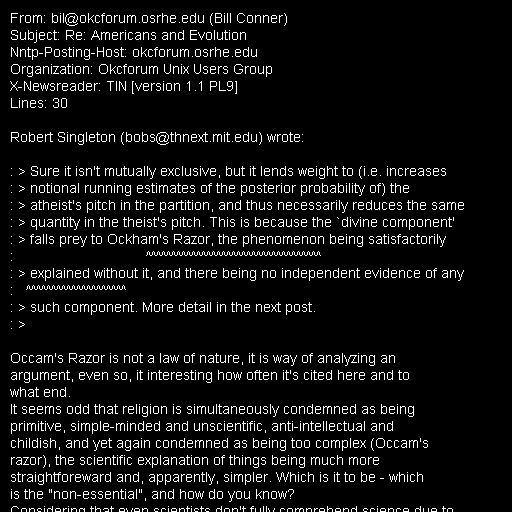 From: bil@okcforum.osrhe.edu (Bill Conner)
Subject: Re: Americans and Evolution
Nntp-Posting-Host: okcforum.osrhe.edu
Organization: Okcforum Unix Users Group
X-Newsreader: TIN [version 1.1 PL9]
Lines: 30

Robert Singleton (bobs@thnext.mit.edu) wrote:

: > Sure it isn't mutually exclusive, but it lends weight to (i.e. increases
: > notional running estimates of the posterior probability of) the
: > atheist's pitch in the partition, and thus necessarily reduces the same
: > quantity in the theist's pitch. This is because the `divine component'
: > falls prey to Ockham's Razor, the phenomenon being satisfactorily
:                                  ^^^^^^^^^^^^^^^^^^^^^^^^^^^^^^^^^^^
: > explained without it, and there being no independent evidence of any
:   ^^^^^^^^^^^^^^^^^^^^
: > such component. More detail in the next post.
: >

Occam's Razor is not a law of nature, it is way of analyzing an
argument, even so, it interesting how often it's cited here and to
what end.
It seems odd that religion is simultaneously condemned as being
primitive, simple-minded and unscientific, anti-intellectual and
childish, and yet again condemned as being too complex (Occam's
razor), the scientific explanation of things being much more
straightforeward and, apparently, simpler. Which is it to be - which
is the "non-essential", and how do you know?
Considering that even scientists don't fully comprehend science due to